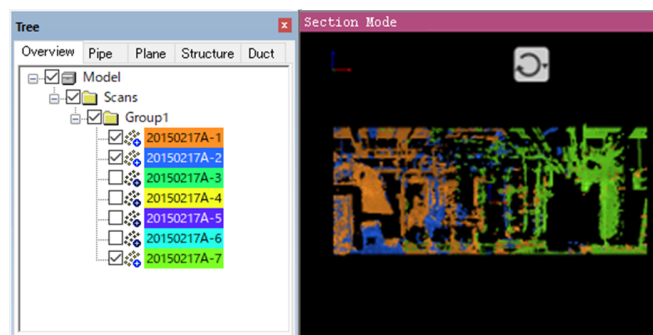 Tree
Overview Pipe Plane Structure Duct
Model
Scans
Group1
20150217A-1
20150217A-2
20150217A-3
20150217A-4
20150217A-5
20150217A-6
20150217A-7
Section Mode